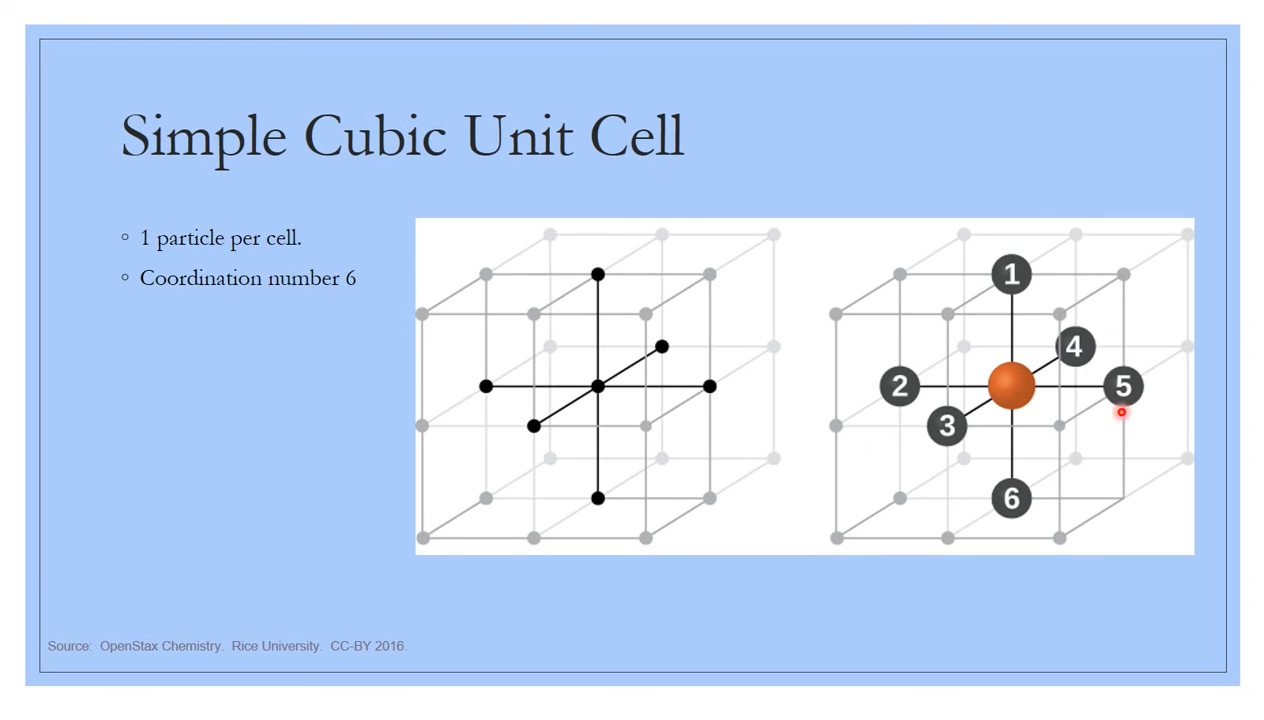 Simple Cubic Unit Cell
◦ 1 particle per cell.
◦ Coordination number 6
1
4
2
5
3
6
Source: OpenStax Chemistry. Rice University. CC-BY 2016.